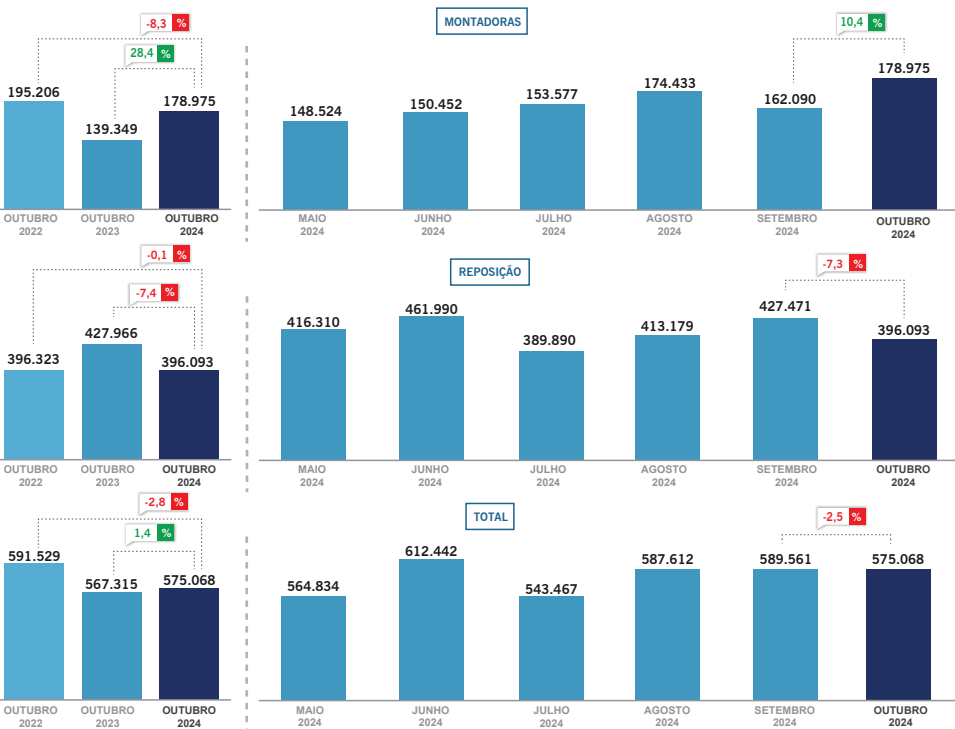 MONTADORAS
-8,3 %
28,4 %
195.206
139.349
178.975
OUTUBRO 2022
OUTUBRO 2023
OUTUBRO 2024
10,4 %
148.524
150.452
153.577
174.433
162.090
178.975
MAIO 2024
JUNHO 2024
JULHO 2024
AGOSTO 2024
SETEMBRO 2024
OUTUBRO 2024
REPOSIÇÃO
-0,1 %
-7,4 %
396.323
427.966
396.093
OUTUBRO 2022
OUTUBRO 2023
OUTUBRO 2024
-7,3 %
416.310
461.990
389.890
413.179
427.471
396.093
MAIO 2024
JUNHO 2024
JULHO 2024
AGOSTO 2024
SETEMBRO 2024
OUTUBRO 2024
TOTAL
-2,8 %
1,4 %
591.529
567.315
575.068
OUTUBRO 2022
OUTUBRO 2023
OUTUBRO 2024
-2,5 %
564.834
612.442
543.467
587.612
589.561
575.068
MAIO 2024
JUNHO 2024
JULHO 2024
AGOSTO 2024
SETEMBRO 2024
OUTUBRO 2024